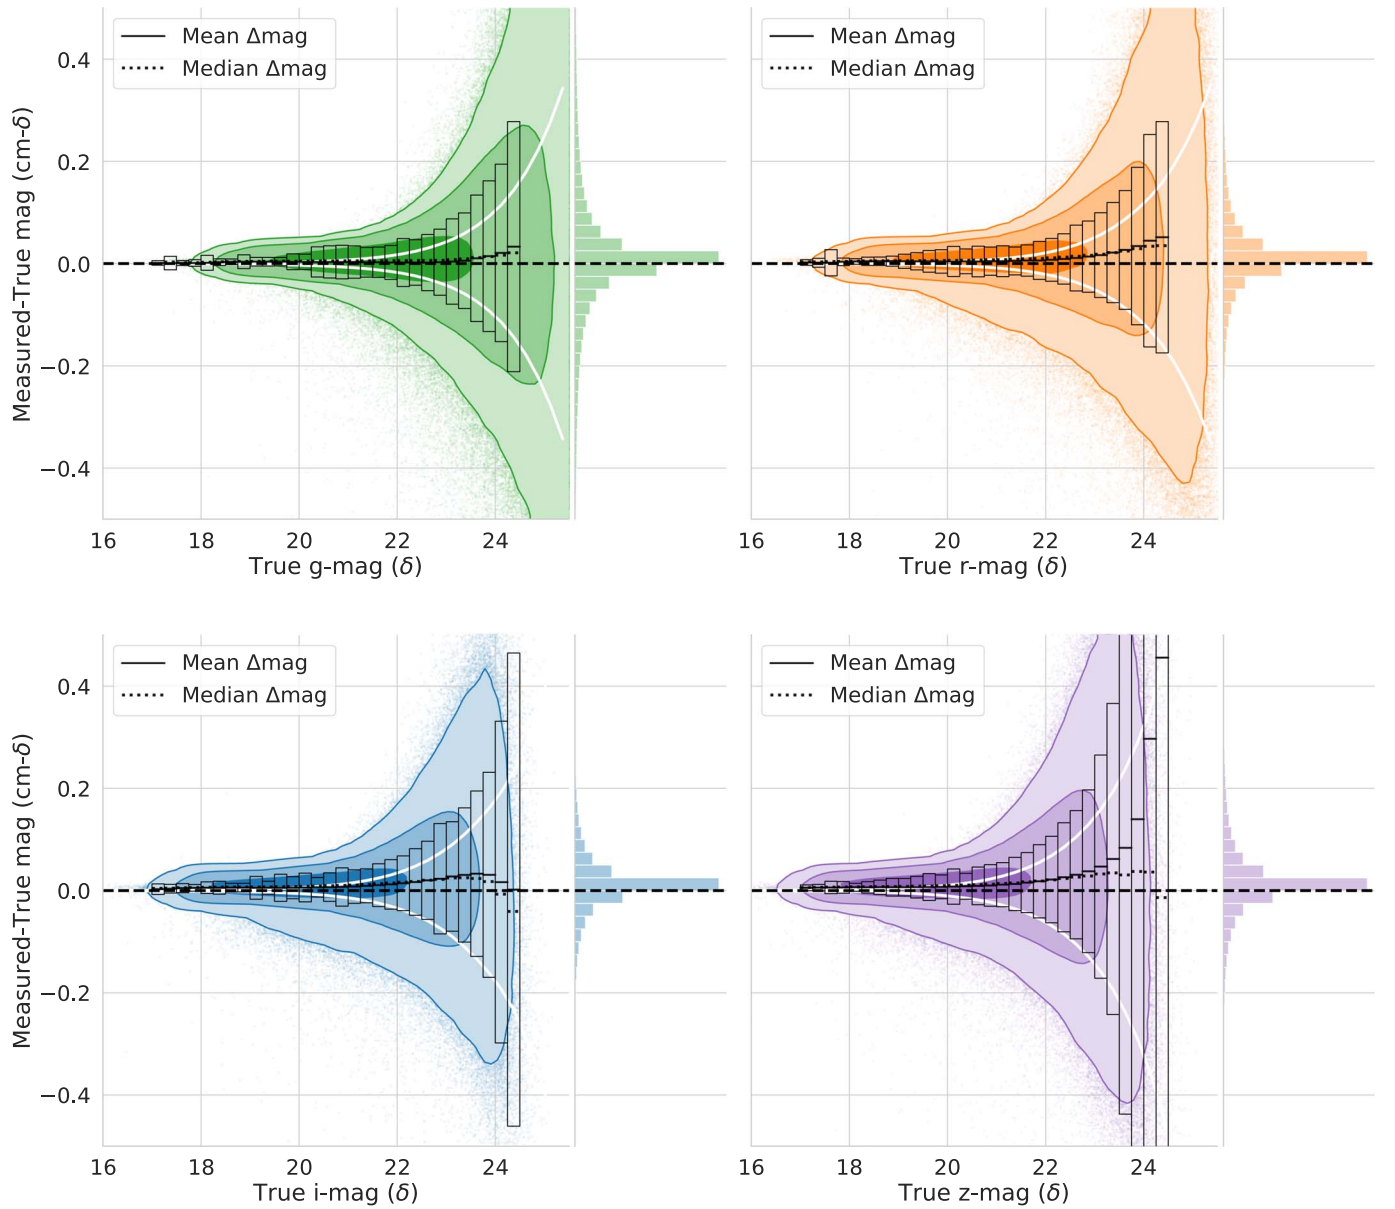 Mean Δmag
Median Δmag
0.4
0.2
0.0
−0.2
−0.4
Measured-True mag (cm-δ)
16 18 20 22 24
True g-mag (δ)
Mean Δmag
Median Δmag
16 18 20 22 24
True r-mag (δ)
Mean Δmag
Median Δmag
0.4
0.2
0.0
−0.2
−0.4
Measured-True mag (cm-δ)
16 18 20 22 24
True i-mag (δ)
Mean Δmag
Median Δmag
16 18 20 22 24
True z-mag (δ)